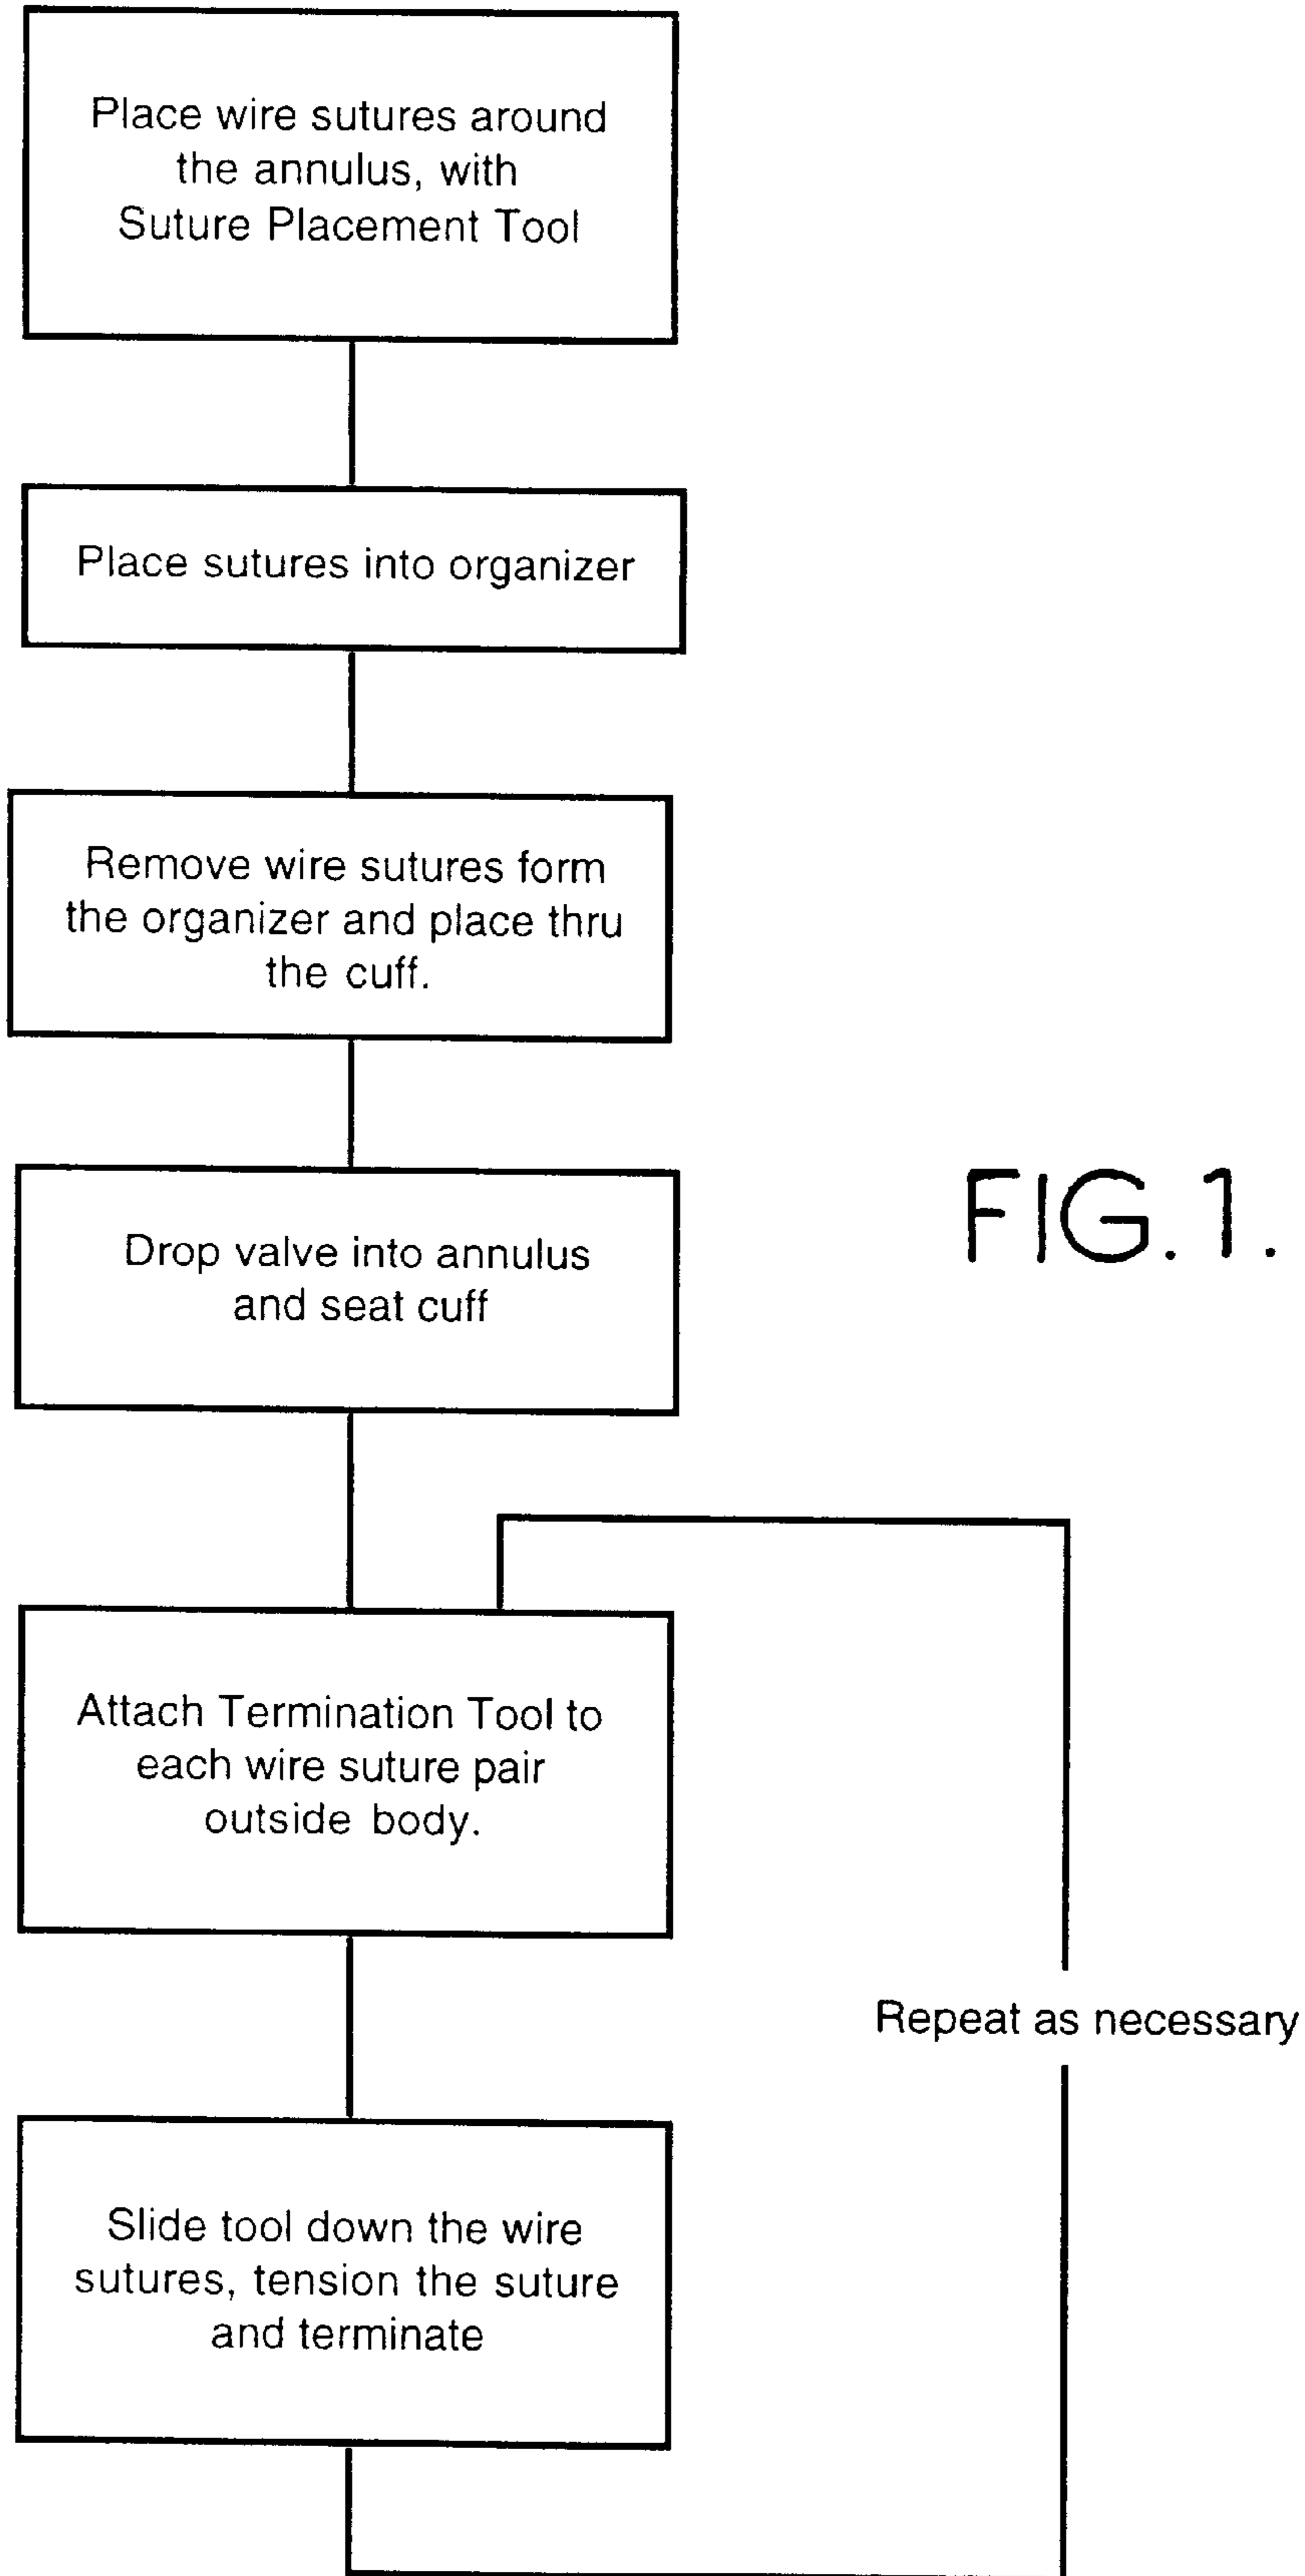 Place wire sutures around
the annulus, with
Suture Placement Tool
Place sutures into organizer
Remove wire sutures form
the organizer and place thru
the cuff.
Drop valve into annulus
and seat cuff
FIG. 1.
Attach Termination Tool to
each wire suture pair
outside body.
Repeat as necessary
Slide tool down the wire
sutures, tension the suture
and terminate